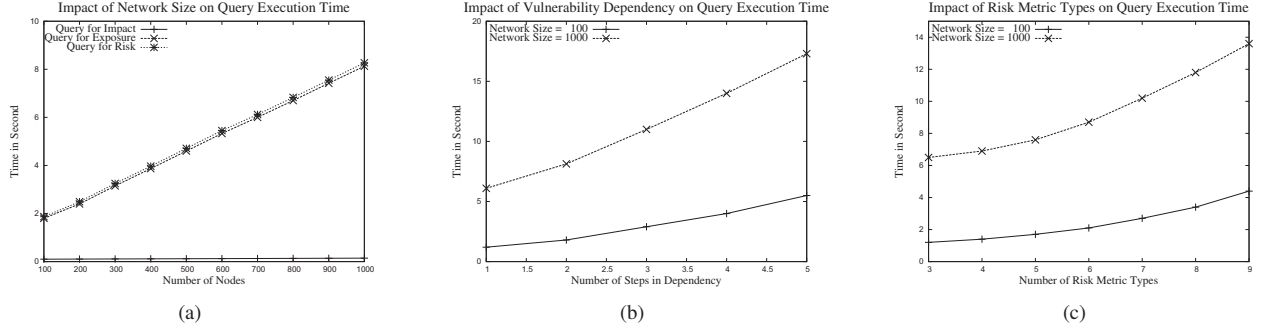 Impact of Network Size on Query Execution Time
Query for Impact
Query for Exposure
Query for Risk
Time in Second
10
8
6
4
2
0
100 200 300 400 500 600 700 800 900 1000
Number of Nodes
(a)
Impact of Vulnerability Dependency on Query Execution Time
Network Size = 100
Network Size = 1000
Time in Second
20
15
10
5
0
1 1.5 2 2.5 3 3.5 4 4.5 5
Number of Steps in Dependency
(b)
Impact of Risk Metric Types on Query Execution Time
Network Size = 100
Network Size = 1000
Time in Second
14
12
10
8
6
4
2
0
3 4 5 6 7 8 9
Number of Risk Metric Types
(c)